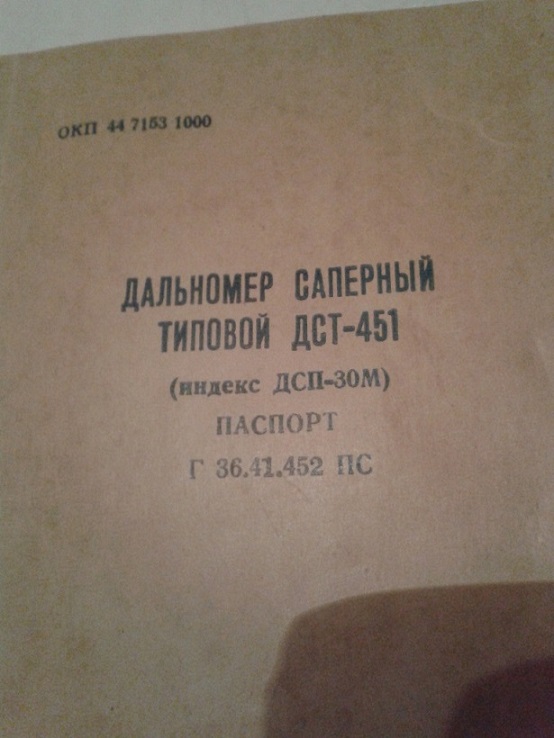 ОКП 44 7153 1000
ДАЛЬНОМЕР САПЕРНЫЙ
ТИПОВОЙ ДСТ-451
(индекс ДСП-30М)
ПАСПОРТ
Г 36.41.452 ПС